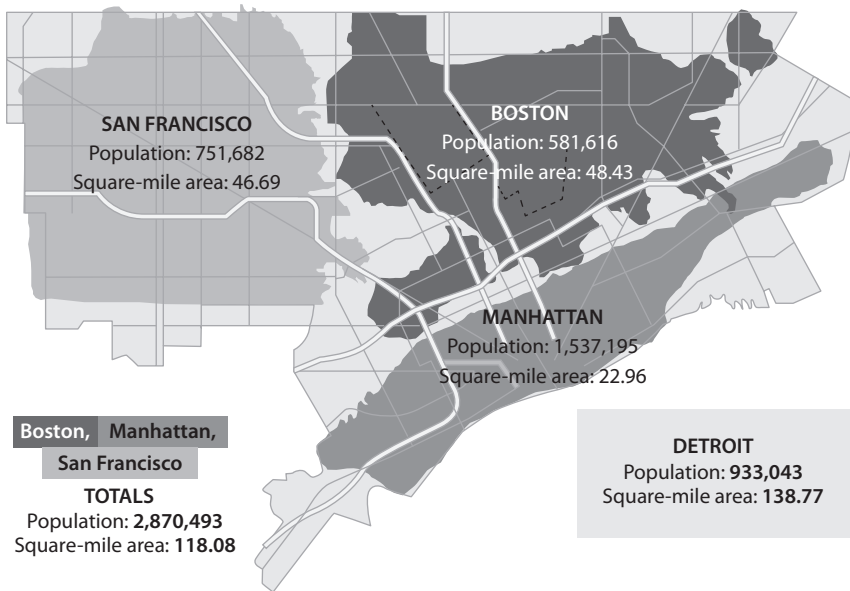 SAN FRANCISCO
Population: 751,682
Square-mile area: 46.69
BOSTON
Population: 581,616
Square-mile area: 48.43
MANHATTAN
Population: 1,537,195
Square-mile area: 22.96
Boston, Manhattan,
San Francisco
TOTALS
Population: 2,870,493
Square-mile area: 118.08
DETROIT
Population: 933,043
Square-mile area: 138.77